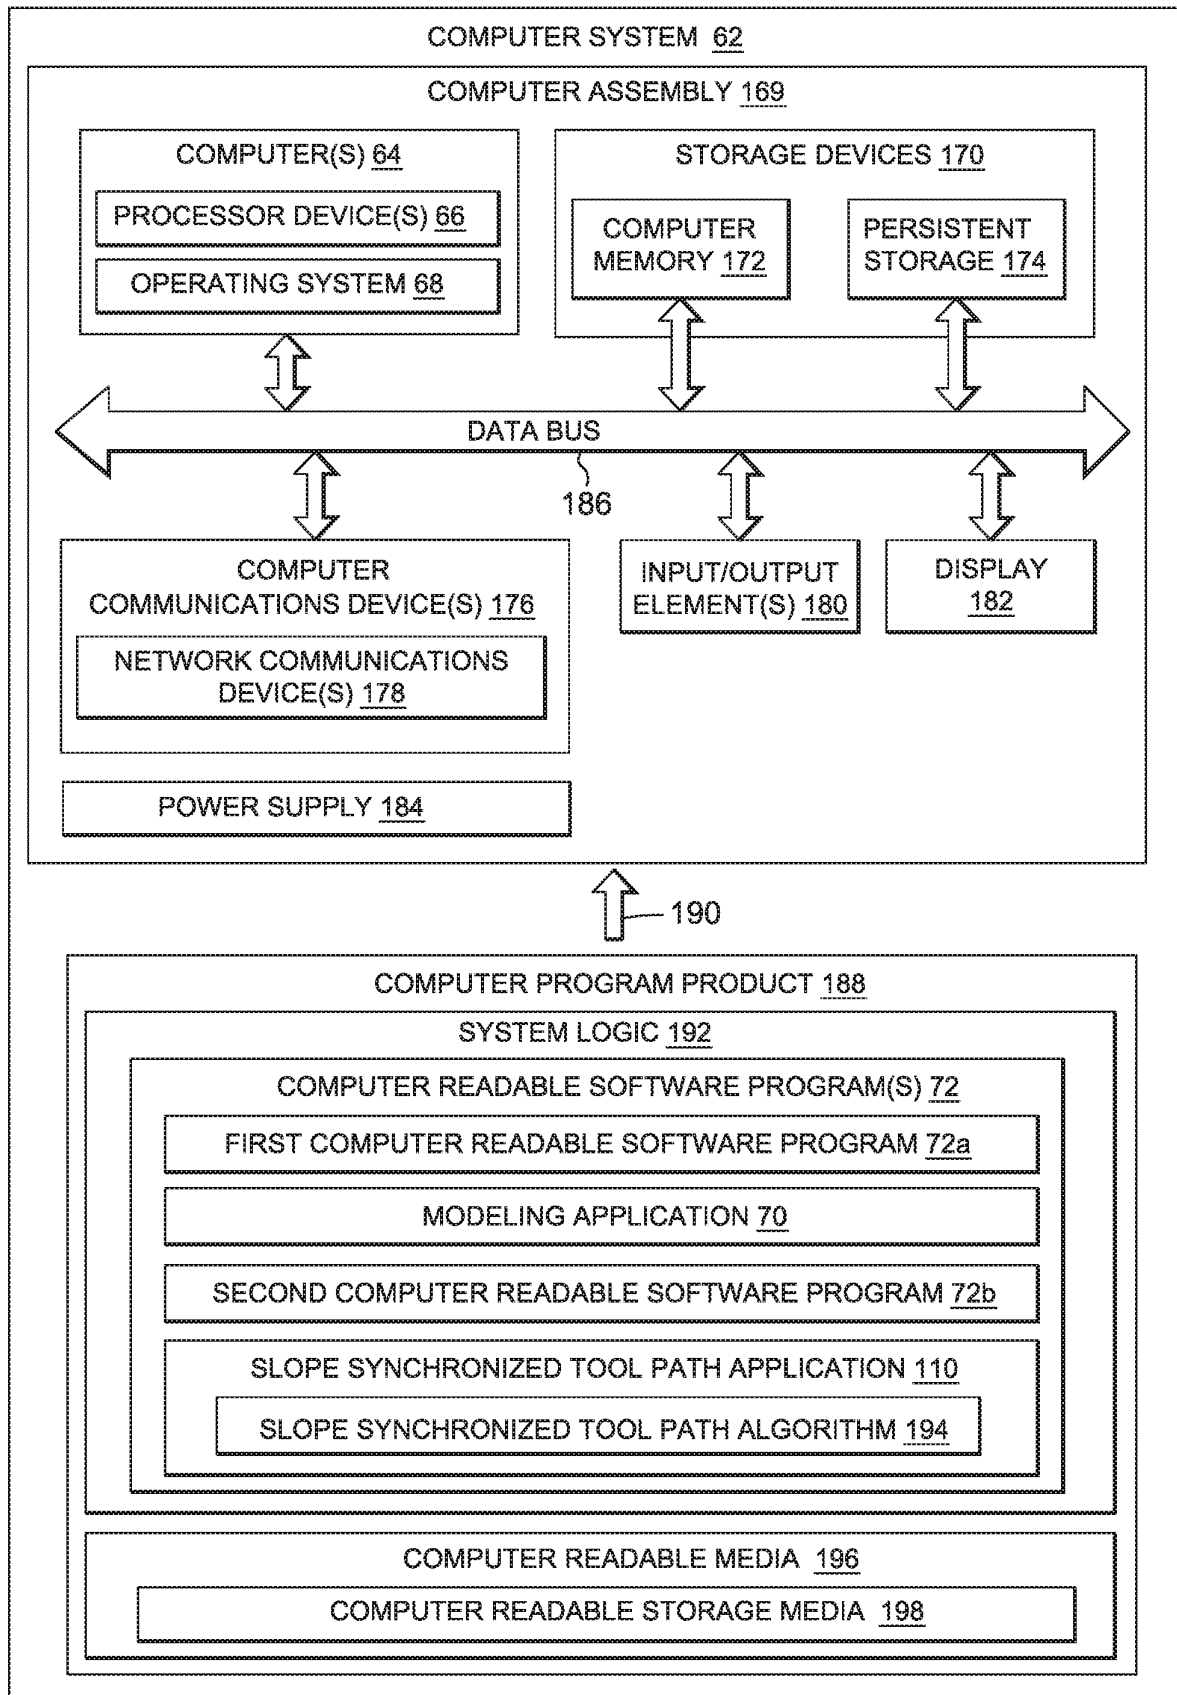 COMPUTER SYSTEM 62
COMPUTER ASSEMBLY 169
COMPUTER(S) 64
PROCESSOR DEVICE(S) 66
OPERATING SYSTEM 68
STORAGE DEVICES 170
COMPUTER
MEMORY 172
PERSISTENT
STORAGE 174
DATA BUS
186
COMPUTER
COMMUNICATIONS DEVICE(S) 176
NETWORK COMMUNICATIONS
DEVICE(S) 178
INPUT/OUTPUT
ELEMENT(S) 180
DISPLAY
182
POWER SUPPLY 184
190
COMPUTER PROGRAM PRODUCT 188
SYSTEM LOGIC 192
COMPUTER READABLE SOFTWARE PROGRAM(S) 72
FIRST COMPUTER READABLE SOFTWARE PROGRAM 72a
MODELING APPLICATION 70
SECOND COMPUTER READABLE SOFTWARE PROGRAM 72b
SLOPE SYNCHRONIZED TOOL PATH APPLICATION 110
SLOPE SYNCHRONIZED TOOL PATH ALGORITHM 194
COMPUTER READABLE MEDIA 196
COMPUTER READABLE STORAGE MEDIA 198